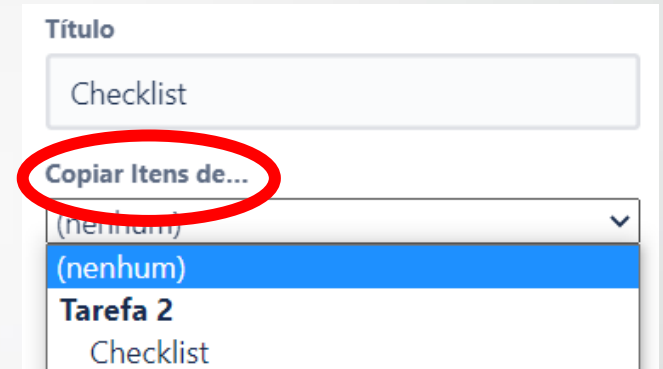 Título
Checklist
Copiar Itens de...
(nenhum)
(nenhum)
Tarefa 2
Checklist